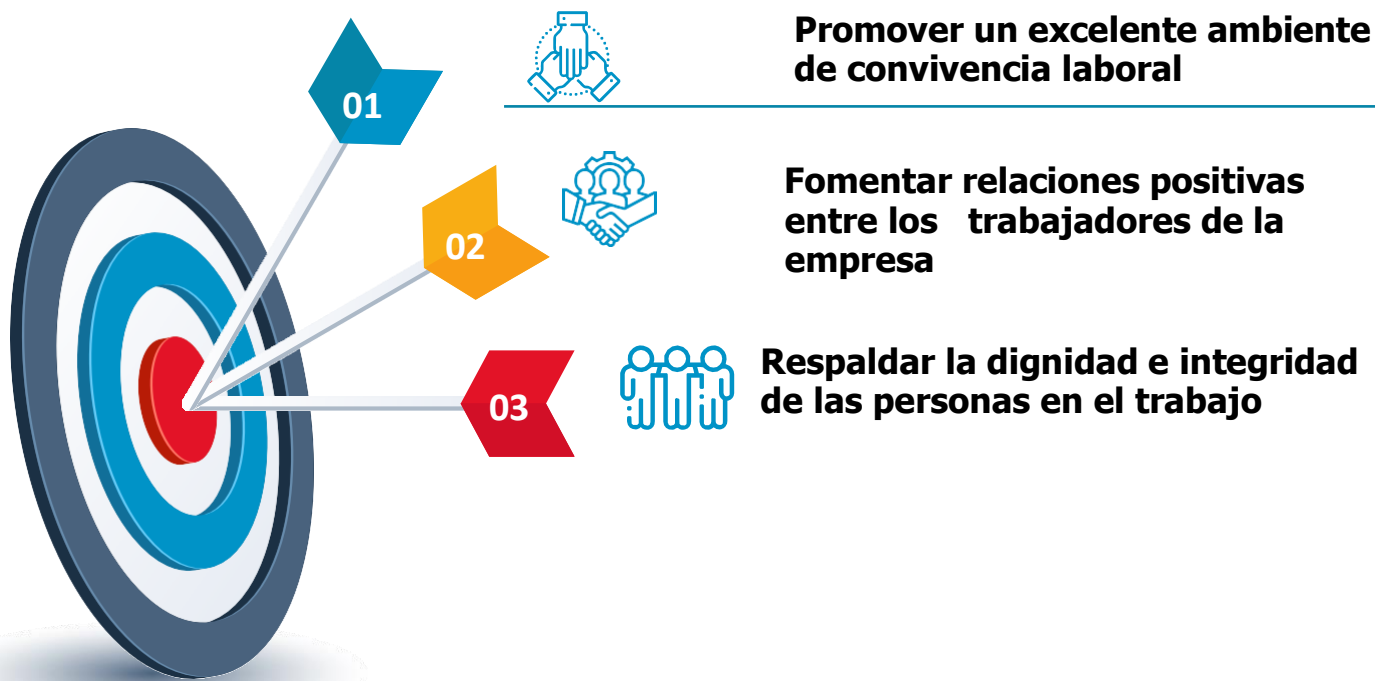 01
Promover un excelente ambiente
de convivencia laboral
02
Fomentar relaciones positivas
entre los   trabajadores de la
empresa
03
Respaldar la dignidad e integridad
de las personas en el trabajo